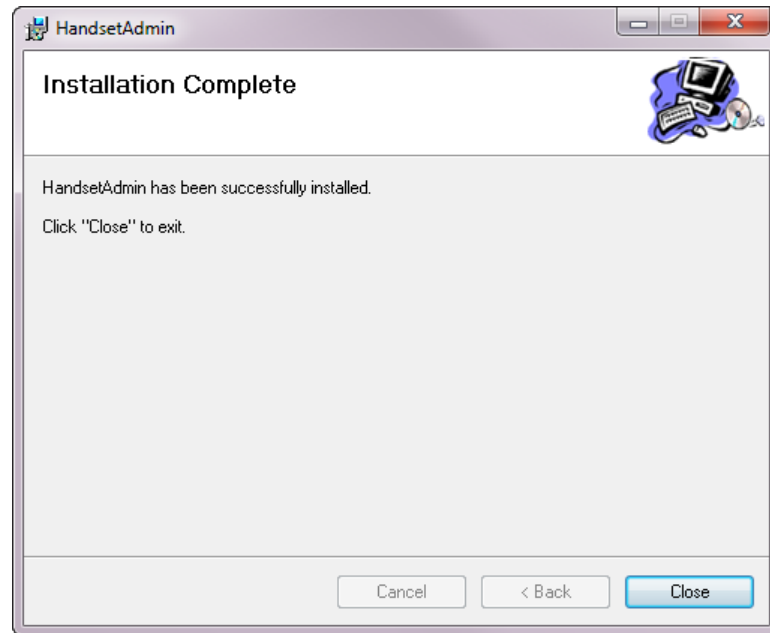 HandsetAdmin
Installation Complete
HandsetAdmin has been successfully installed.
Click "Close" to exit.
Cancel
< Back
Close